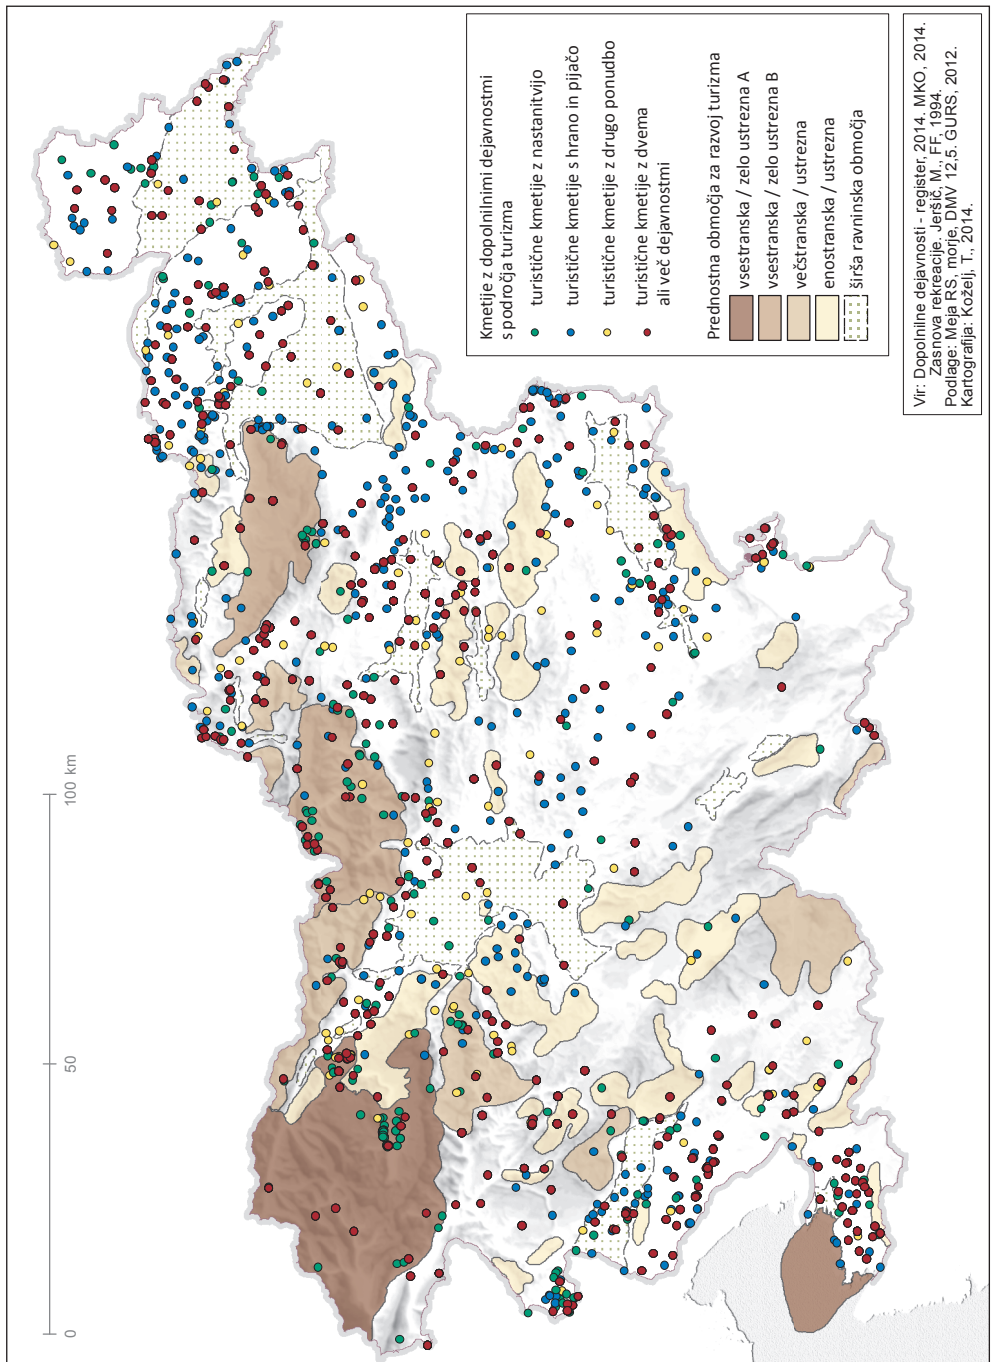 0
50
100 km
Kmetije z dopolnilnimi dejavnostmi
s področja turizma
turistične kmetije z nastanitvijo
turistične kmetije s hrano in pijačo
turistične kmetije z drugo ponudbo
turistične kmetije z dvema
ali več dejavnostmi
Prednostna območja za razvoj turizma
vsestranska / zelo ustrezna A
vsestranska / zelo ustrezna B
večstranska / ustrezna
enostranska / ustrezna
širša ravninska območja
Vir: Dopolnilne dejavnosti - register, 2014. MKO, 2014.
Zasnova rekreacije. Jeršič, M., FF, 1994.
Podlage: Meja RS, morje, DMV 12,5. GURS, 2012.
Kartografija: Koželj, T., 2014.